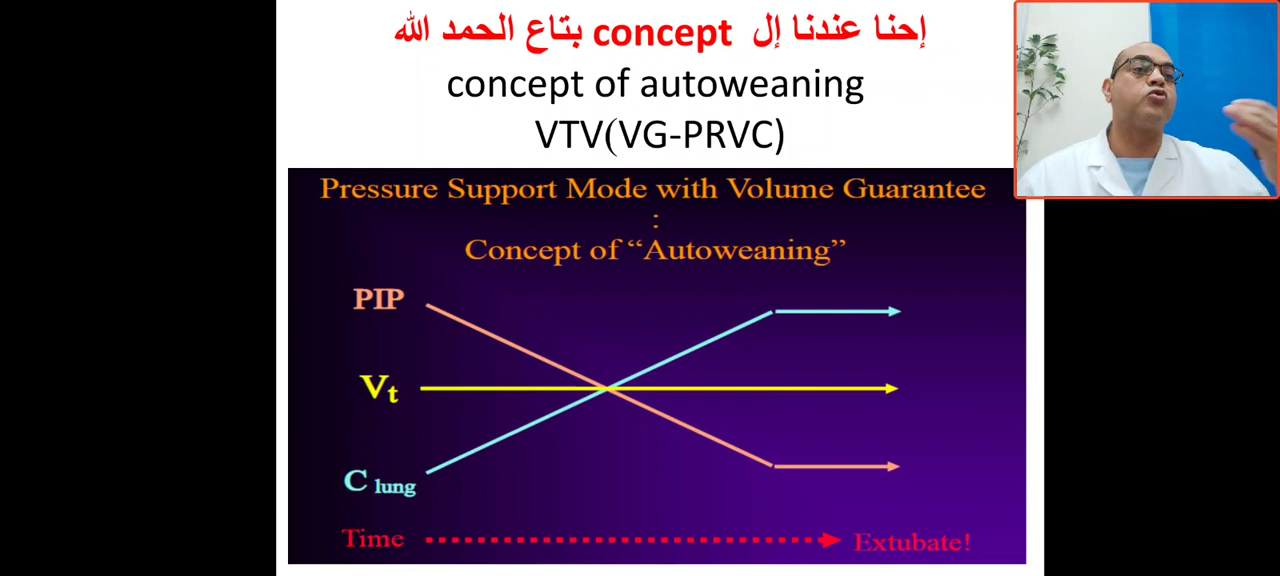 إحنا عندنا إل concept بتاع الحمد الله
concept of autoweaning
VTV(VG-PRVC)
Pressure Support Mode with Volume Guarantee
:
Concept of “Autoweaning”
PIP
Vt
C lung
Time
Extubate!